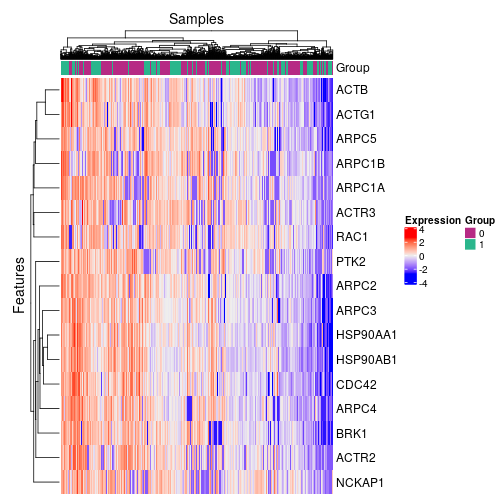 Samples
Group
ACTB
ACTG1
ARPC5
ARPC1B
ARPC1A
ACTR3
RAC1
PTK2
ARPC2
ARPC3
HSP90AA1
HSP90AB1
CDC42
ARPC4
BRK1
ACTR2
NCKAP1
Features
Expression
4
2
0
-2
-4
Group
0
1